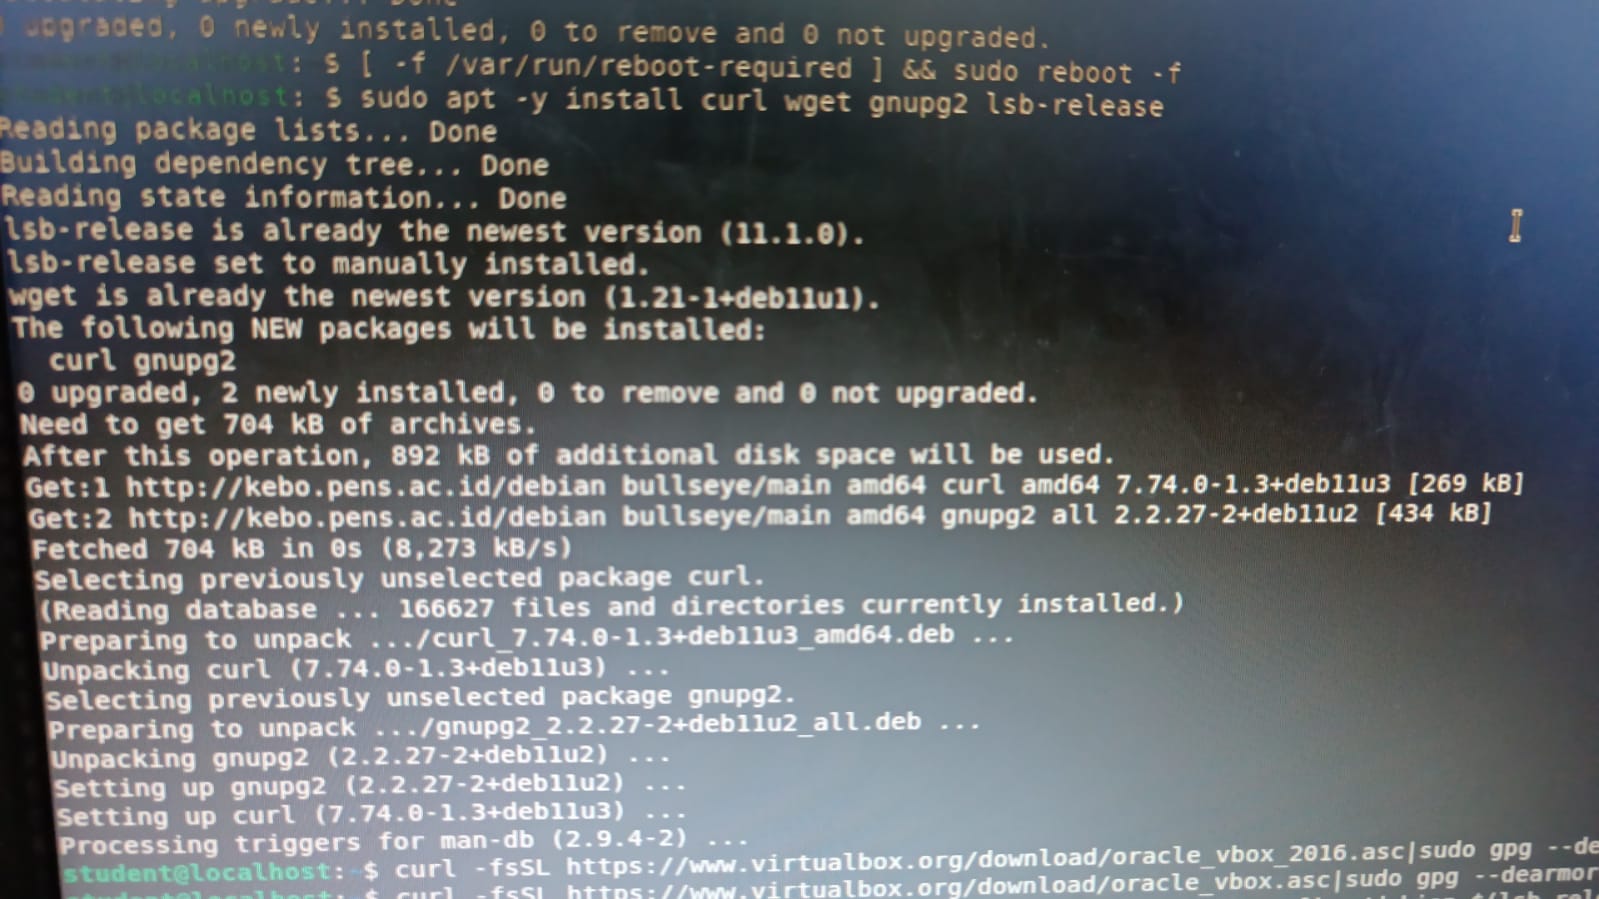 upgraded, 0 newly installed, 0 to remove and 0 not upgraded.
localhost: $ [ -f /var/run/reboot-required ] && sudo reboot -f
student@localhost: $ sudo apt -y install curl wget gnupg2 lsb-release
Reading package lists... Done
Building dependency tree... Done
Reading state information... Done
lsb-release is already the newest version (11.1.0).
lsb-release set to manually installed.
wget is already the newest version (1.21-1+deb11u1).
The following NEW packages will be installed:
curl gnupg2
0 upgraded, 2 newly installed, 0 to remove and 0 not upgraded.
Need to get 704 kB of archives.
After this operation, 892 kB of additional disk space will be used.
Get:1 http://kebo.pens.ac.id/debian bullseye/main amd64 curl amd64 7.74.0-1.3+deb11u3 [269 kB]
Get:2 http://kebo.pens.ac.id/debian bullseye/main amd64 gnupg2 all 2.2.27-2+deb11u2 [434 kB]
Fetched 704 kB in 0s (8,273 kB/s)
Selecting previously unselected package curl.
(Reading database ... 166627 files and directories currently installed.)
Preparing to unpack .../curl_7.74.0-1.3+deb11u3_amd64.deb ...
Unpacking curl (7.74.0-1.3+deb11u3) ...
Selecting previously unselected package gnupg2.
Preparing to unpack .../gnupg2_2.2.27-2+deb11u2_all.deb ...
Unpacking gnupg2 (2.2.27-2+deb11u2) ...
Setting up gnupg2 (2.2.27-2+deb11u2) ...
Setting up curl (7.74.0-1.3+deb11u3) ...
Processing triggers for man-db (2.9.4-2) ...
student@localhost:~$ curl -fsSL https://www.virtualbox.org/download/oracle_vbox_2016.asc|sudo gpg --de
student@localhost: $ curl -fsSL https://www.virtualbox.org/download/oracle_vbox.asc|sudo gpg --dearmor